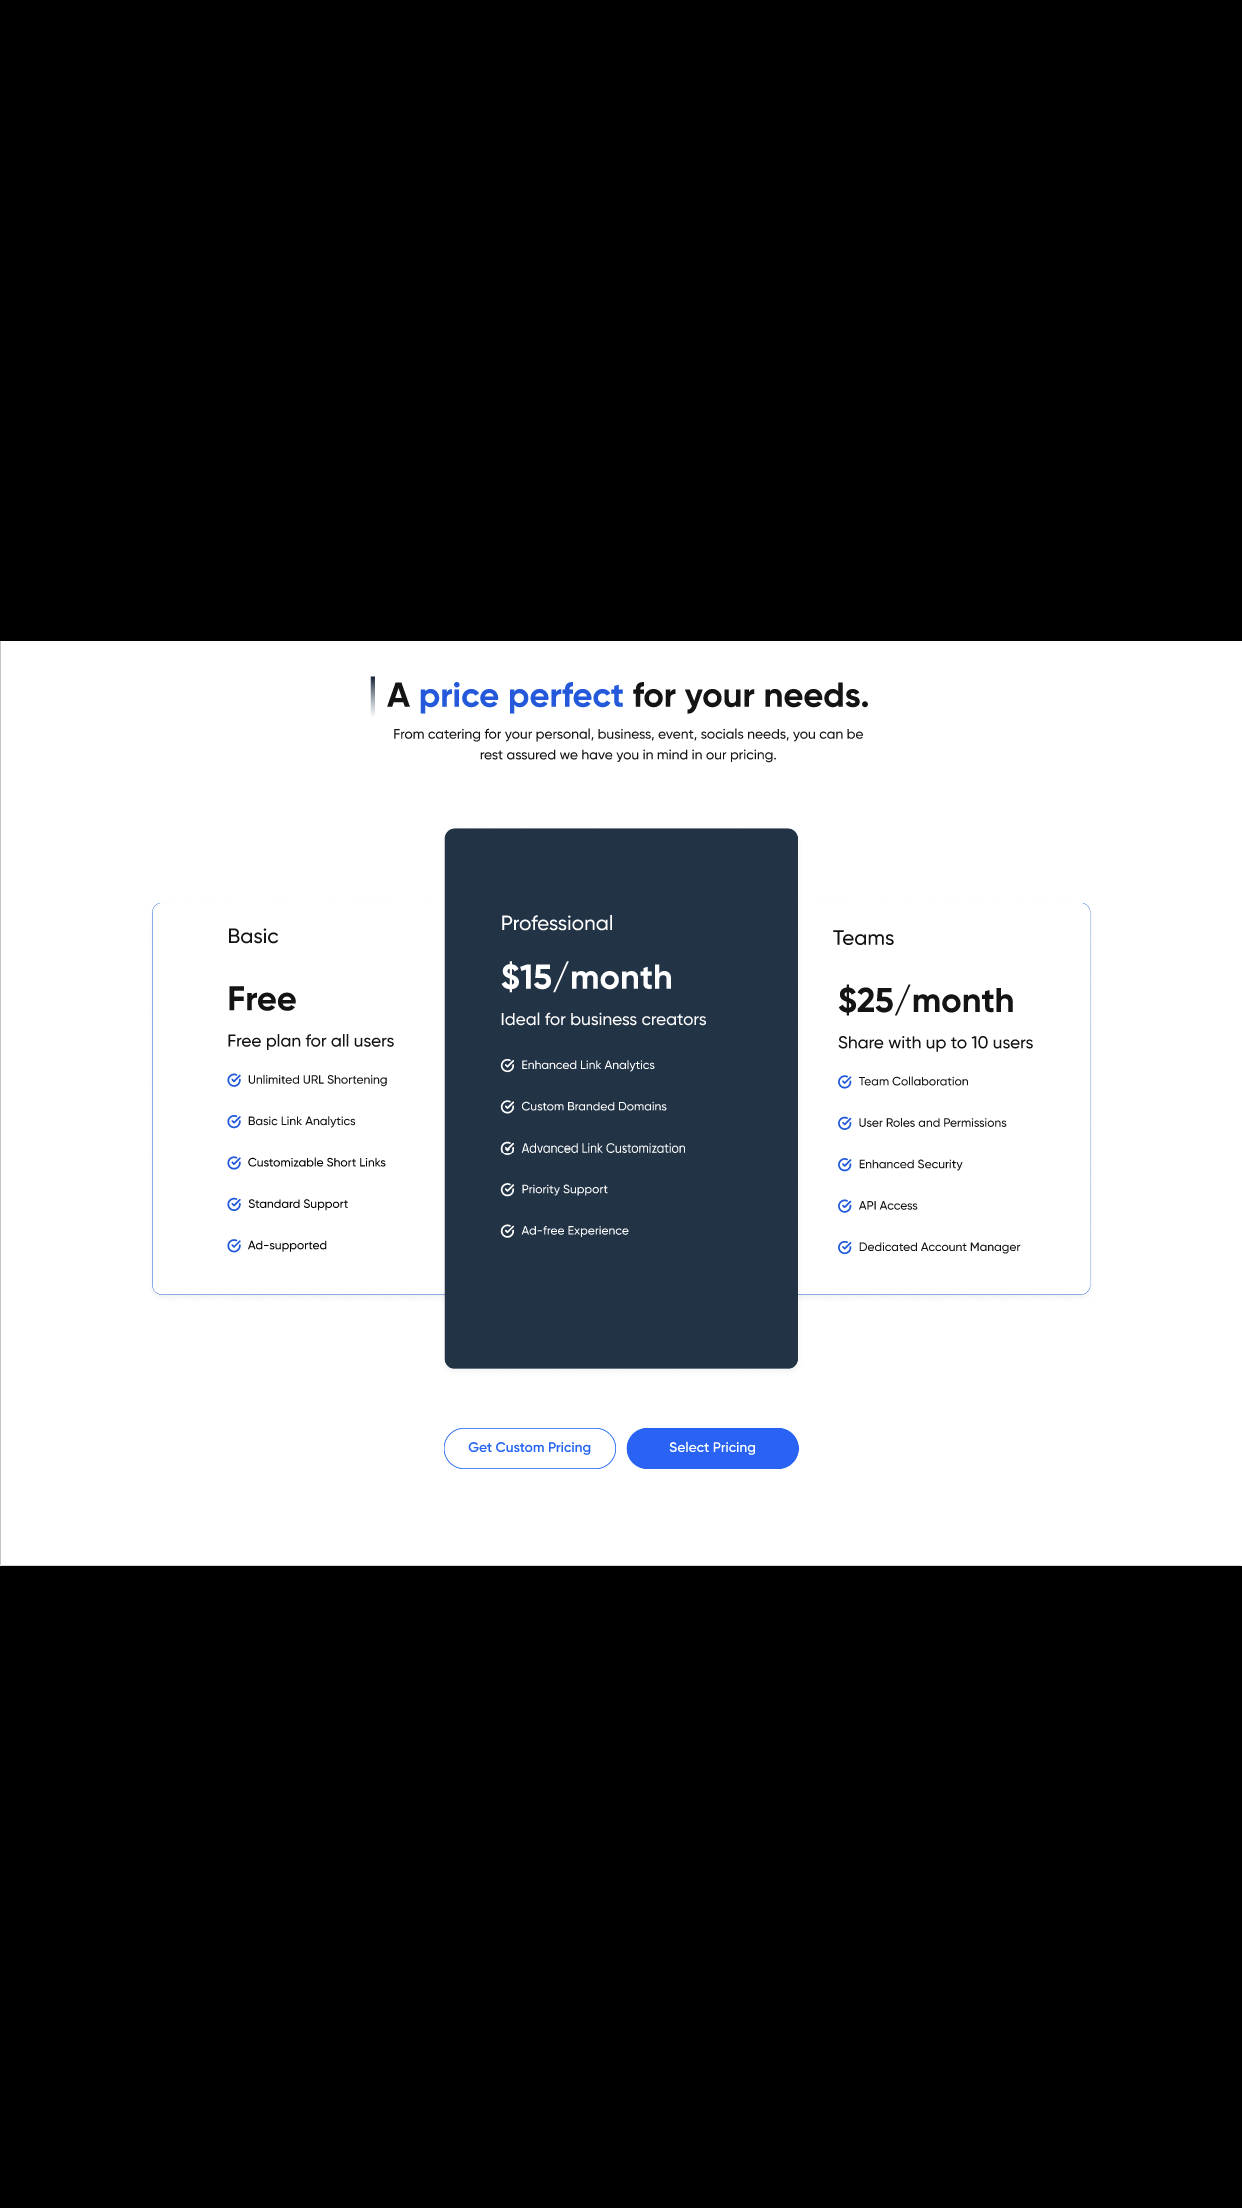 A price perfect for your needs.
From catering for your personal, business, event, socials needs, you can be
rest assured we have you in mind in our pricing.
Basic
Free
Free plan for all users
Unlimited URL Shortening
Basic Link Analytics
Customizable Short Links
Standard Support
Ad-supported
Professional
$15/month
Ideal for business creators
Enhanced Link Analytics
Custom Branded Domains
Advanced Link Customization
Priority Support
Ad-free Experience
Teams
$25/month
Share with up to 10 users
Team Collaboration
User Roles and Permissions
Enhanced Security
API Access
Dedicated Account Manager
Get Custom Pricing
Select Pricing